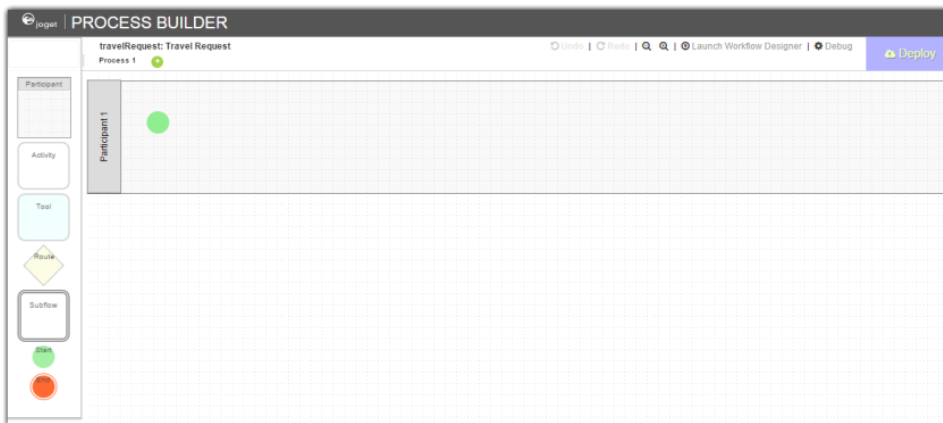 joget | PROCESS BUILDER
travelRequest: Travel Request
Undo | Redo | | Launch Workflow Designer | Debug
Deploy
Process 1
Participant
Participant 1
Activity
Tool
Route
Subflow
Start
End